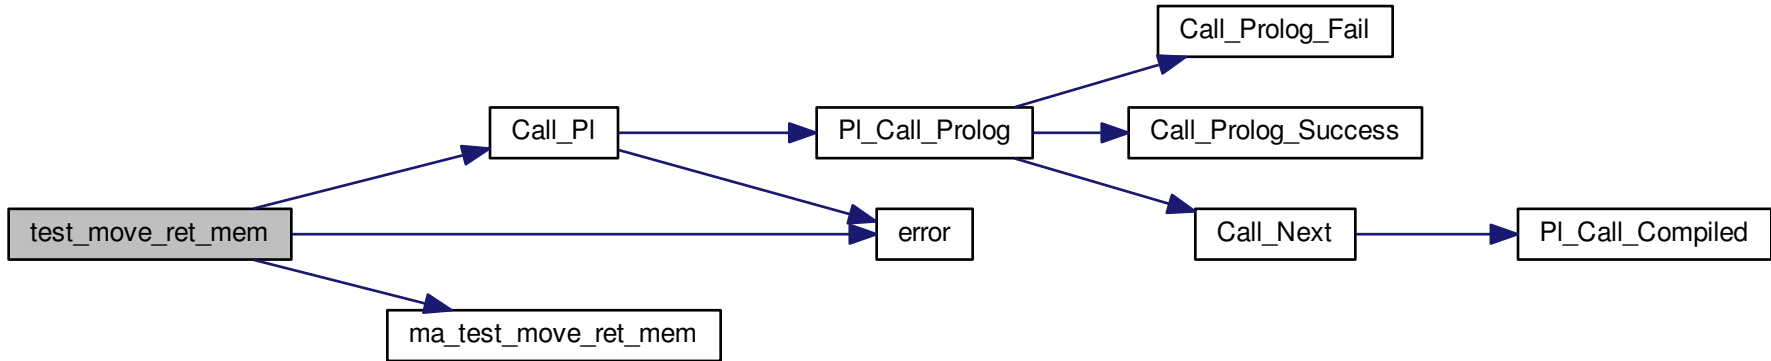 Call_Prolog_Fail
Call_Pl
Pl_Call_Prolog
Call_Prolog_Success
test_move_ret_mem
error
Call_Next
Pl_Call_Compiled
ma_test_move_ret_mem